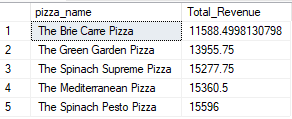 pizza_name Total_Revenue
1 The Brie Carre Pizza 11588.4998130798
2 The Green Garden Pizza 13955.75
3 The Spinach Supreme Pizza 15277.75
4 The Mediterranean Pizza 15360.5
5 The Spinach Pesto Pizza 15596